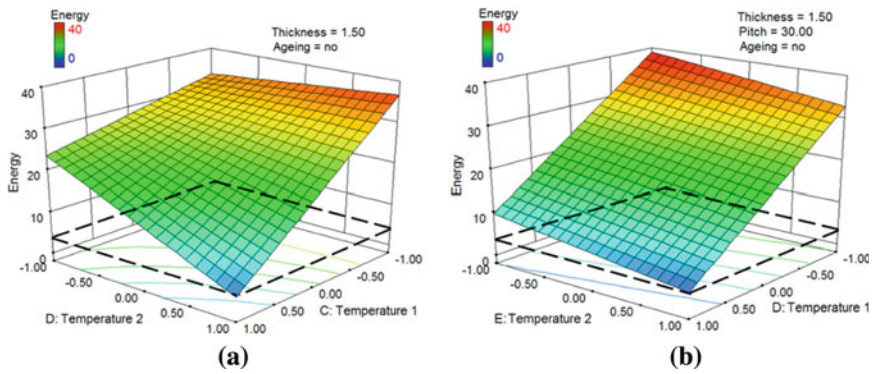 Energy
40
0
Thickness = 1.50
Ageing = no
40
30
20
10
0
Energy
-1.00
-0.50
0.00
0.50
1.00
D: Temperature 2
1.00
0.50
0.00
-0.50
-1.00
C: Temperature 1
(a)
Energy
40
0
Thickness = 1.50
Pitch = 30.00
Ageing = no
40
30
20
10
0
Energy
-1.00
-0.50
0.00
0.50
1.00
E: Temperature 2
1.00
0.50
0.00
-0.50
-1.00
D: Temperature 1
(b)